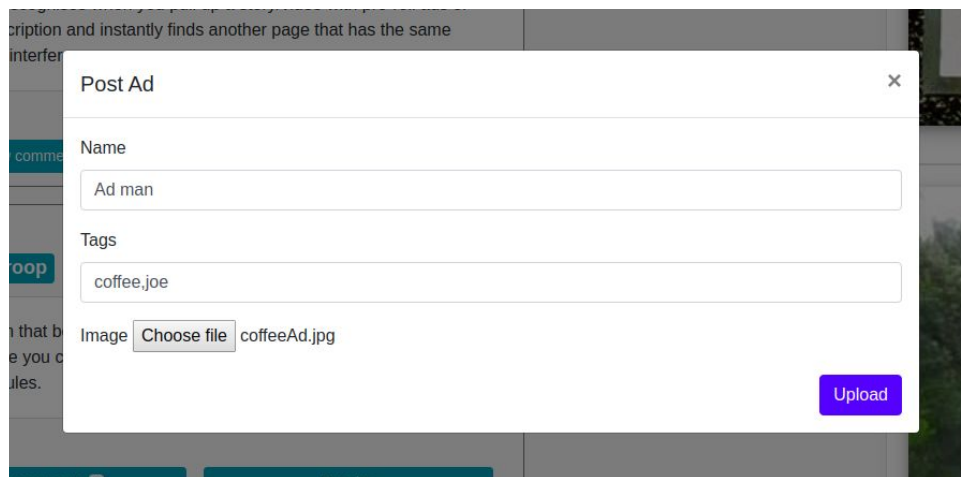 cription and instantly finds another page that has the same
interfer
Post Ad
×
Name
Ad man
Tags
coffee,joe
Image Choose file coffeeAd.jpg
Upload
comme
roop
that b
e you c
ules.